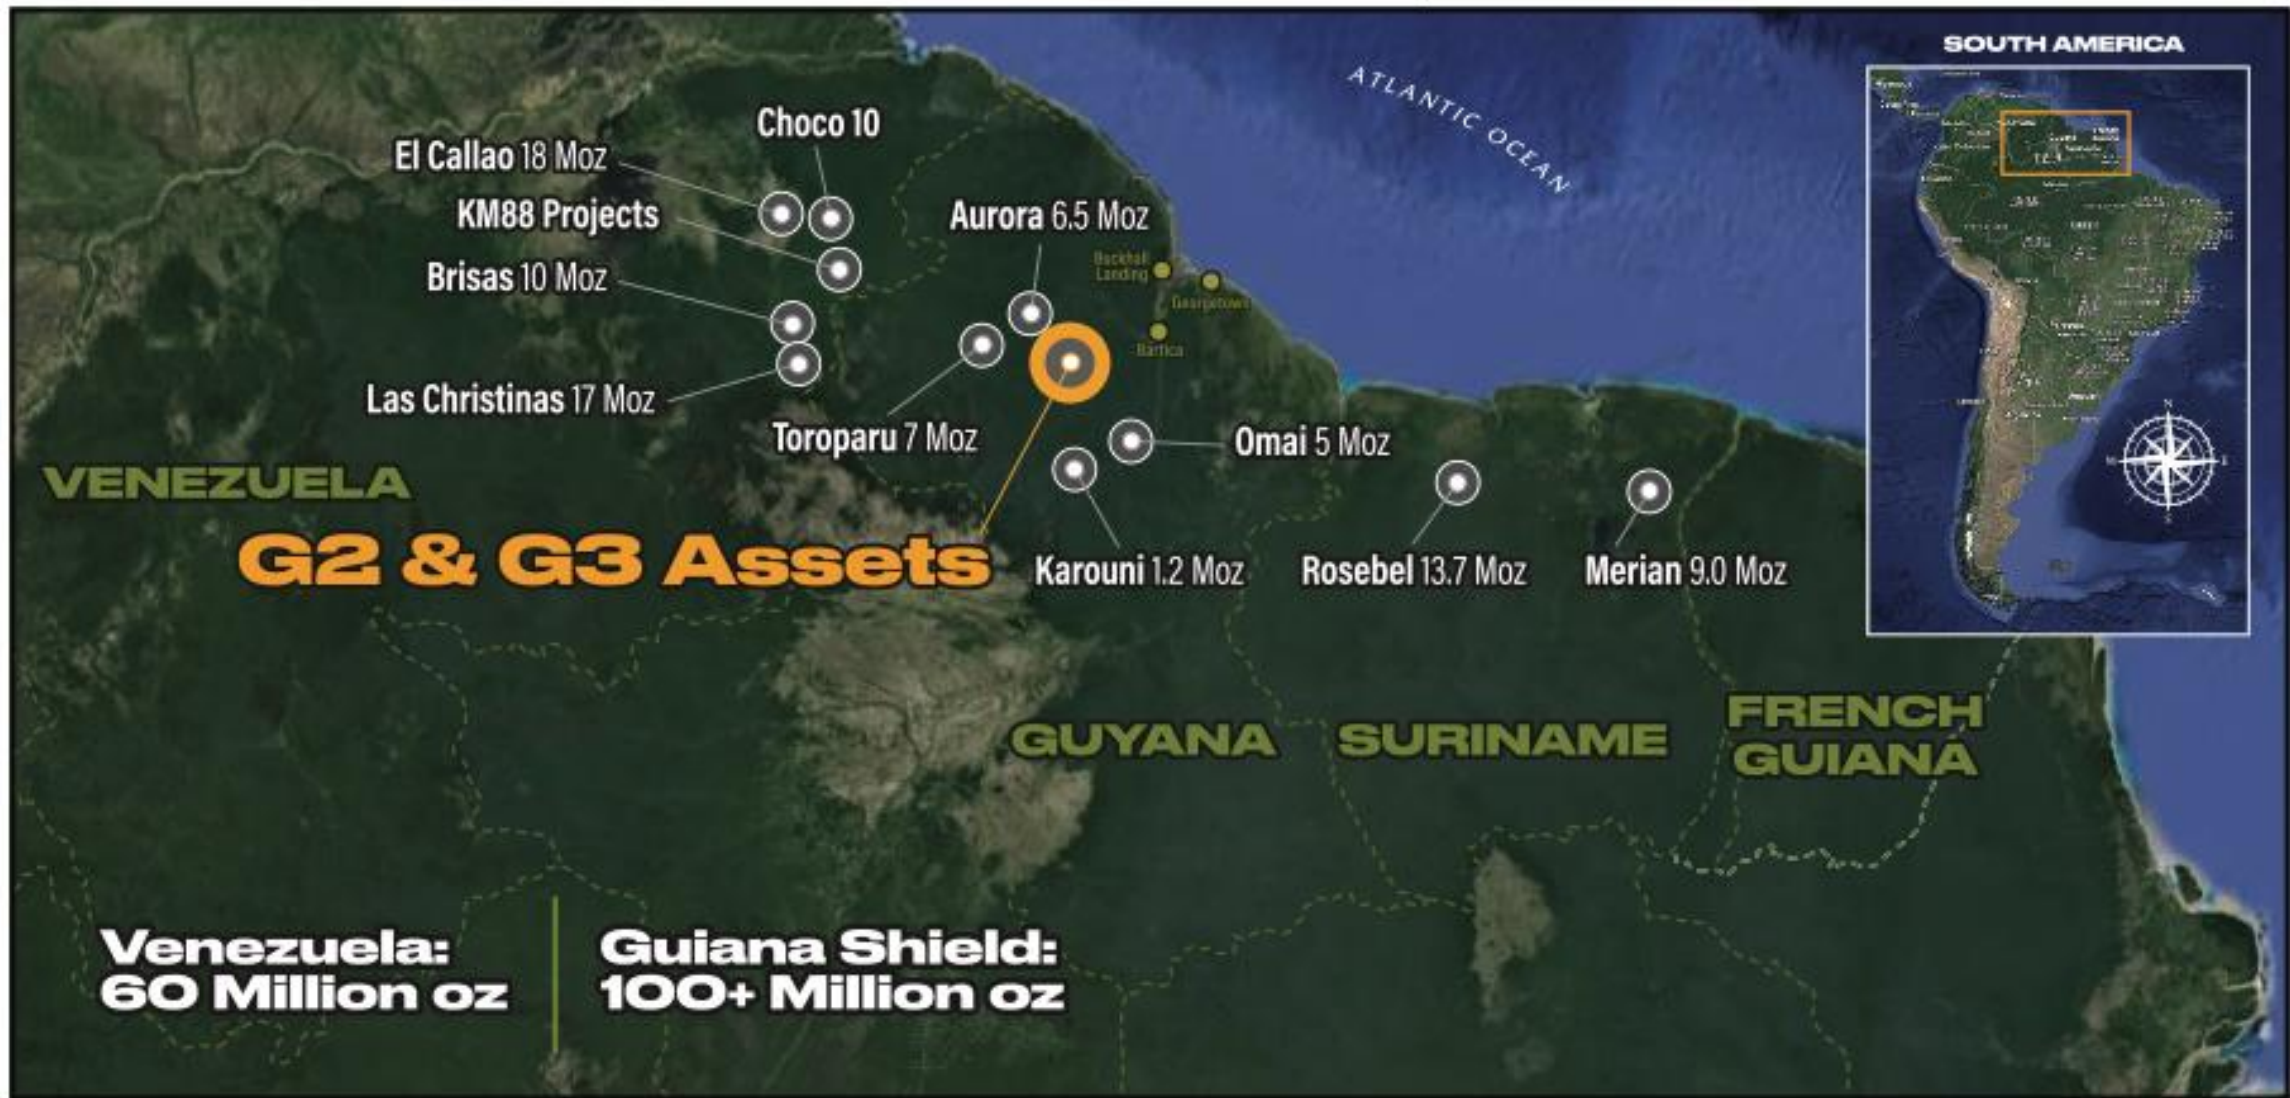 SOUTH AMERICA
ATLANTIC OCEAN
Choco 10
El Callao 18 Moz
KM88 Projects
Aurora 6.5 Moz
Buckhall
Landing
Georgetown
Brisas 10 Moz
Bartica
Las Christinas 17 Moz
Toroparu 7 Moz
Omai 5 Moz
VENEZUELA
G2 & G3 Assets
Karouni 1.2 Moz
Rosebel 13.7 Moz
Merian 9.0 Moz
N
E
S
GUYANA
SURINAME
FRENCH
GUIANA
Venezuela:
60 Million oz
Guiana Shield:
100+ Million oz